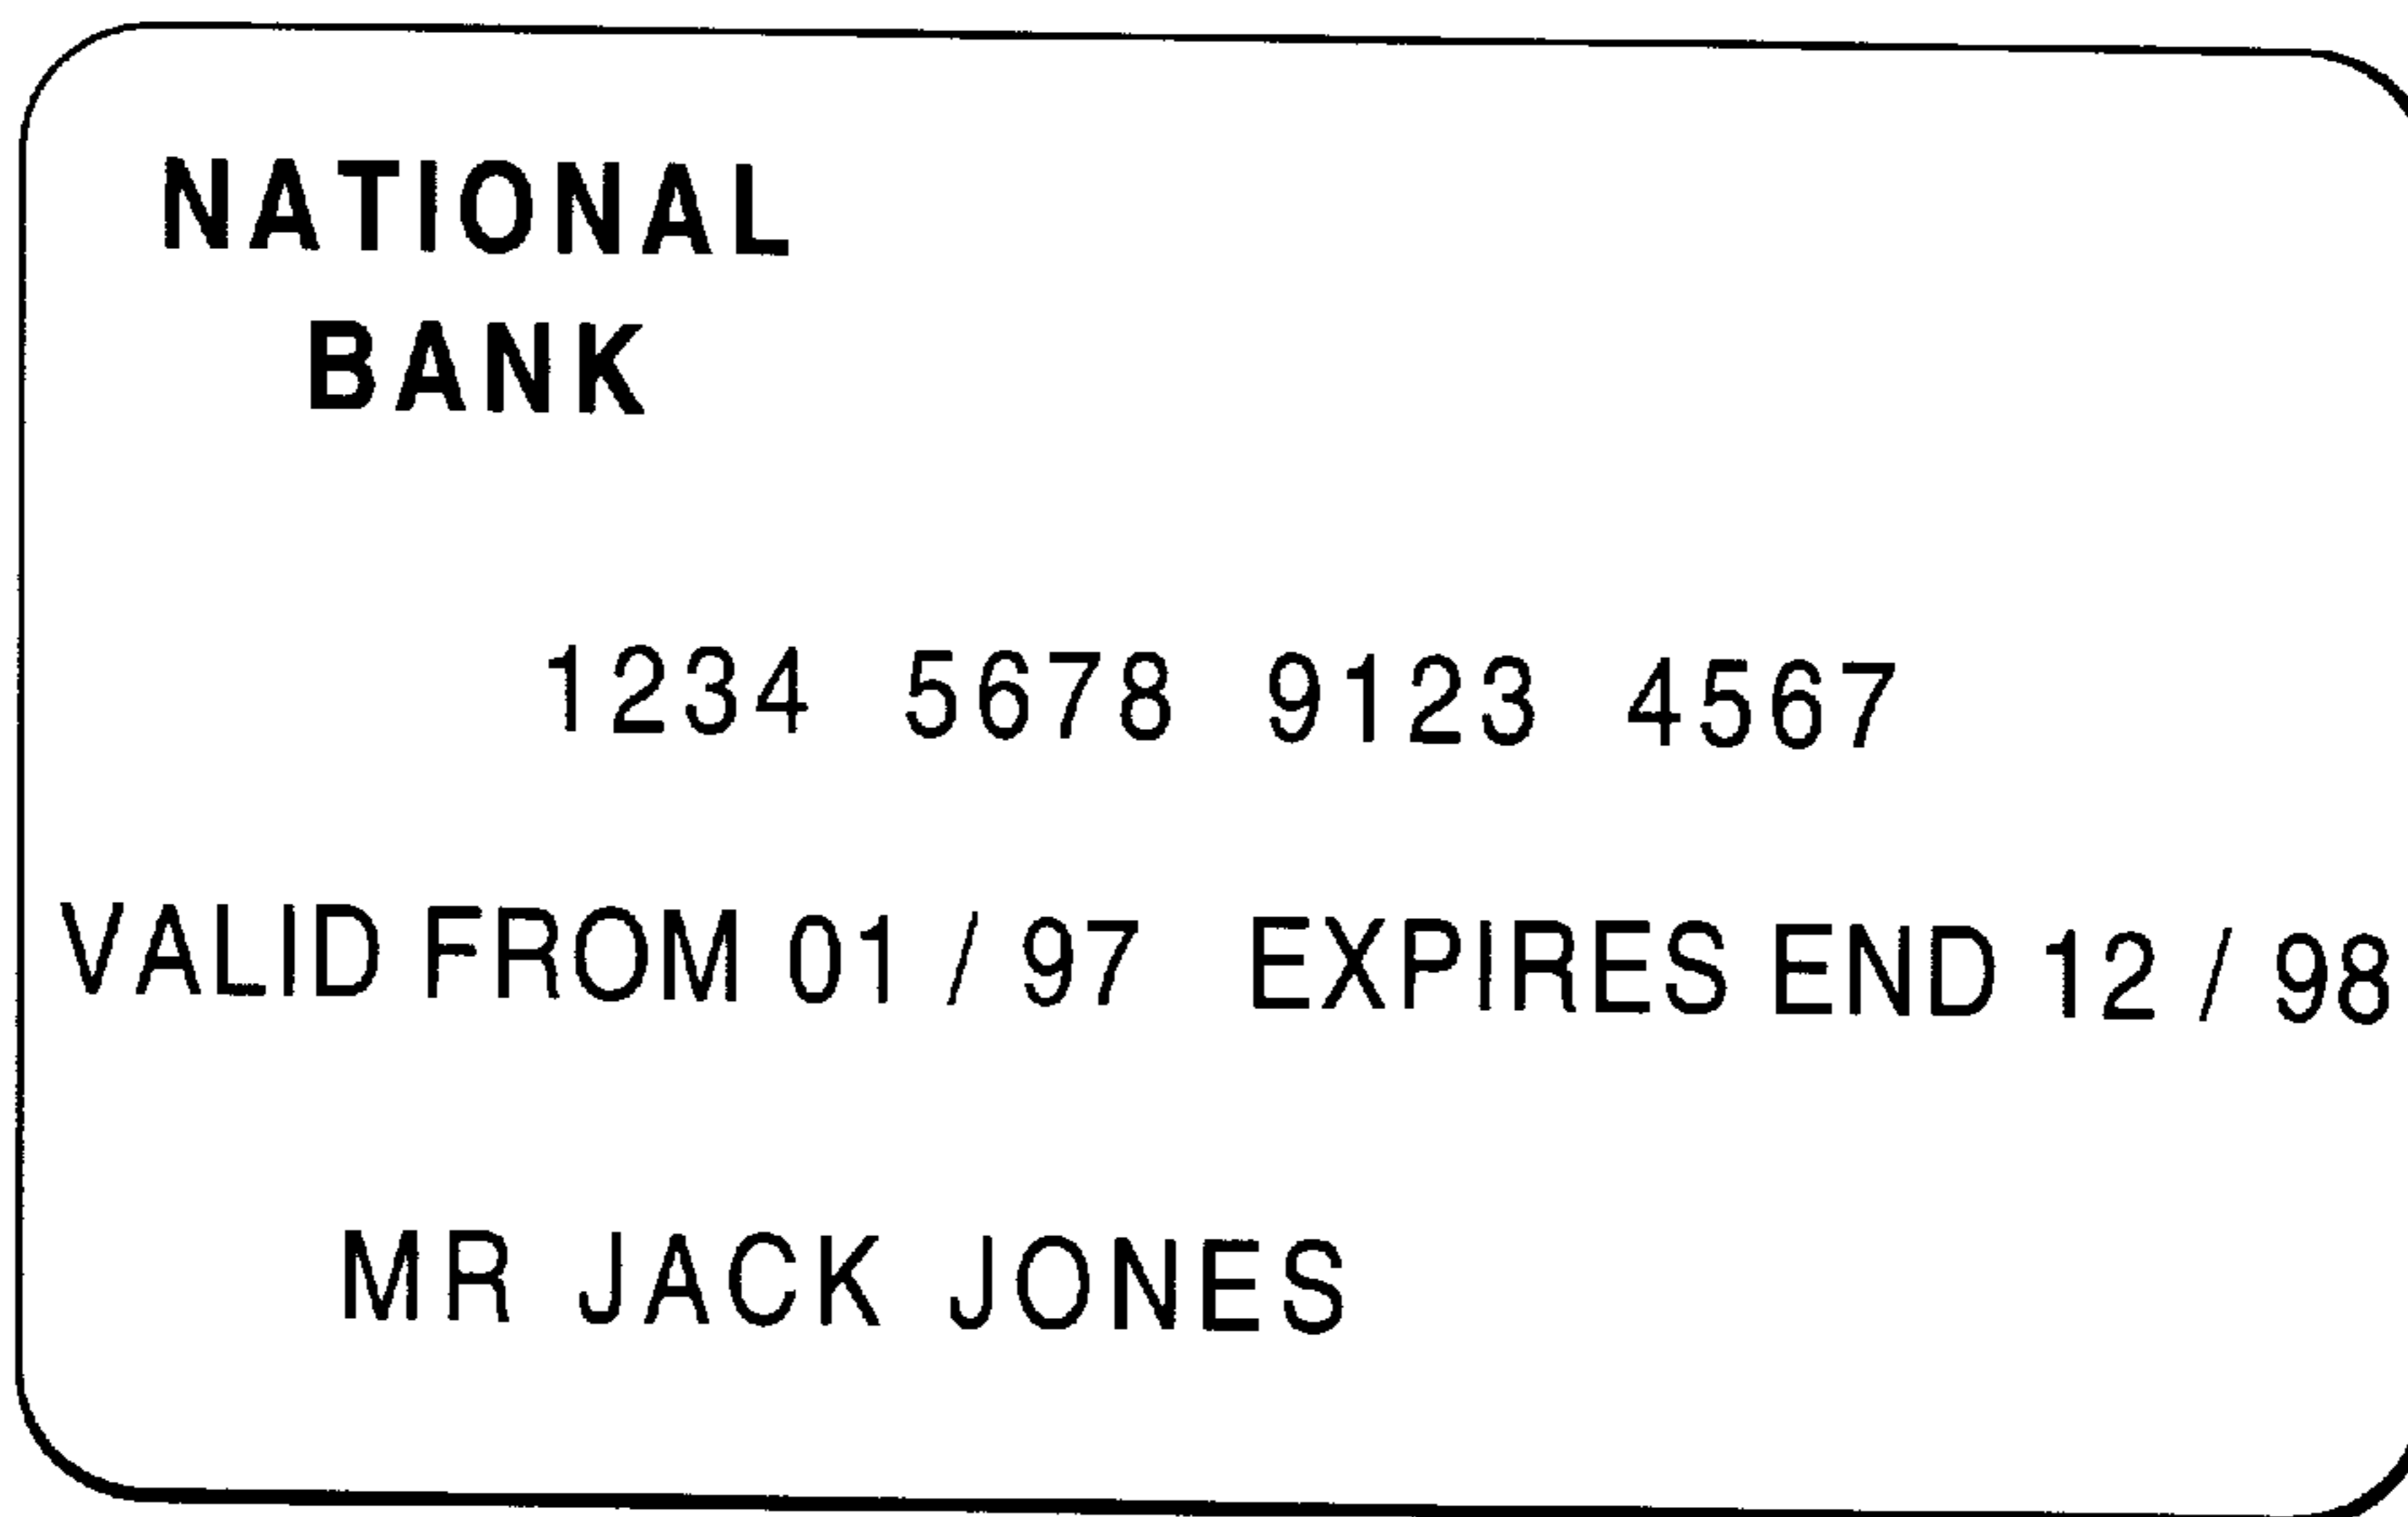 NATIONAL
BANK
1234 5678 9123 4567
VALID FROM 01 / 97 EXPIRES END 12 / 98
MR JACK JONES